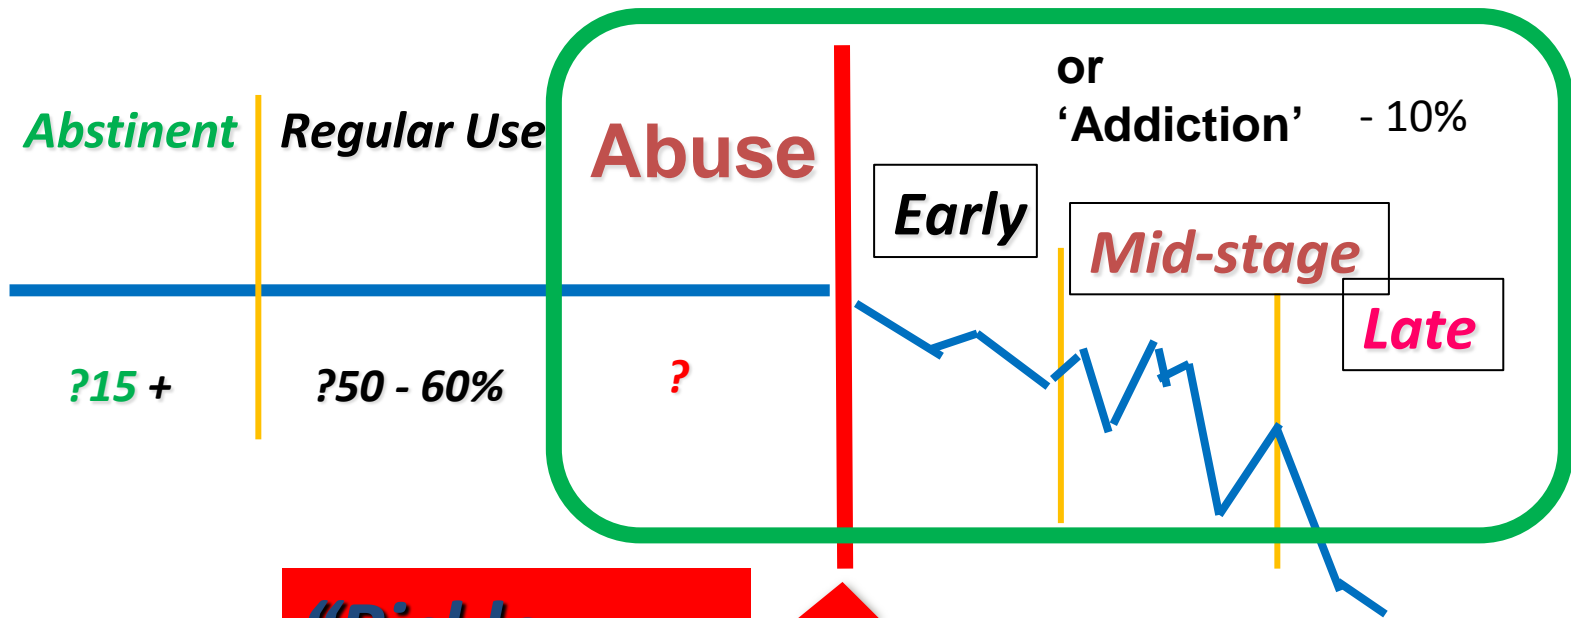 Abstinent
Regular Use
Abuse
or
‘Addiction’ - 10%
Early
Mid-stage
Late
?15 +
?50 - 60%
?